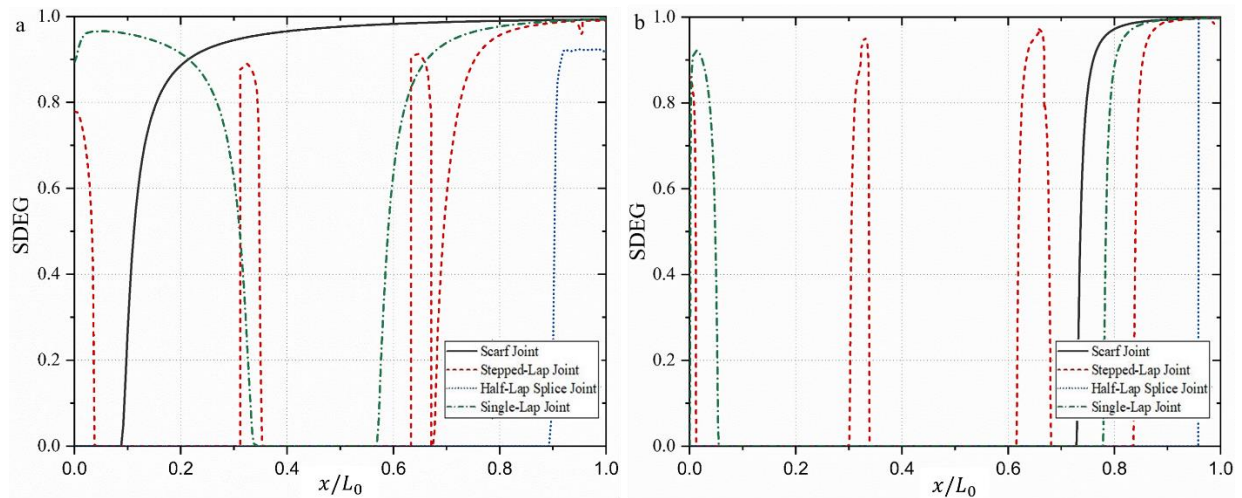 a
SDEG
1.0
0.8
0.6
0.4
0.2
0.0
0.0 0.2 0.4 0.6 0.8 1.0
x/L0
Scarf Joint
Stepped-Lap Joint
Half-Lap Splice Joint
Single-Lap Joint
b
SDEG
1.0
0.8
0.6
0.4
0.2
0.0
0.0 0.2 0.4 0.6 0.8 1.0
x/L0
Scarf Joint
Stepped-Lap Joint
Half-Lap Splice Joint
Single-Lap Joint